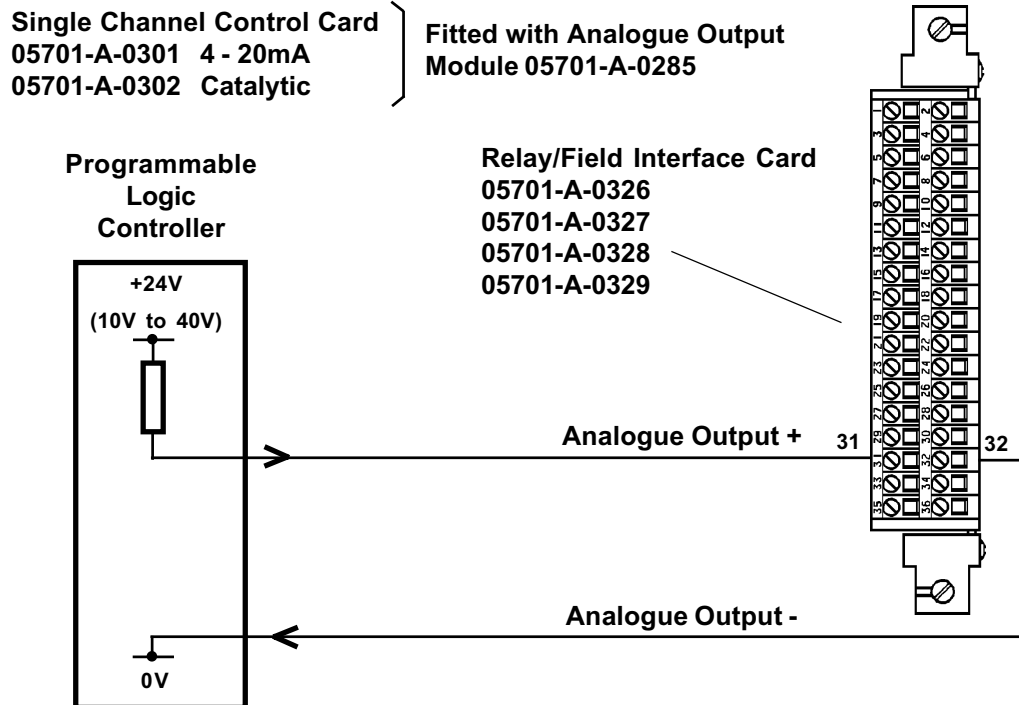 Single Channel Control Card
05701-A-0301 4 - 20mA
05701-A-0302 Catalytic
Fitted with Analogue Output
Module 05701-A-0285
Programmable
Logic
Controller
Relay/Field Interface Card
05701-A-0326
05701-A-0327
05701-A-0328
05701-A-0329
+24V
(10V to 40V)
1 2
3 4
5 6
7 8
9 10
11 12
13 14
15 16
17 18
19 20
21 22
23 24
25 26
27 28
29 30
31 32
33 34
35 36
Analogue Output + 31
32
Analogue Output -
0V